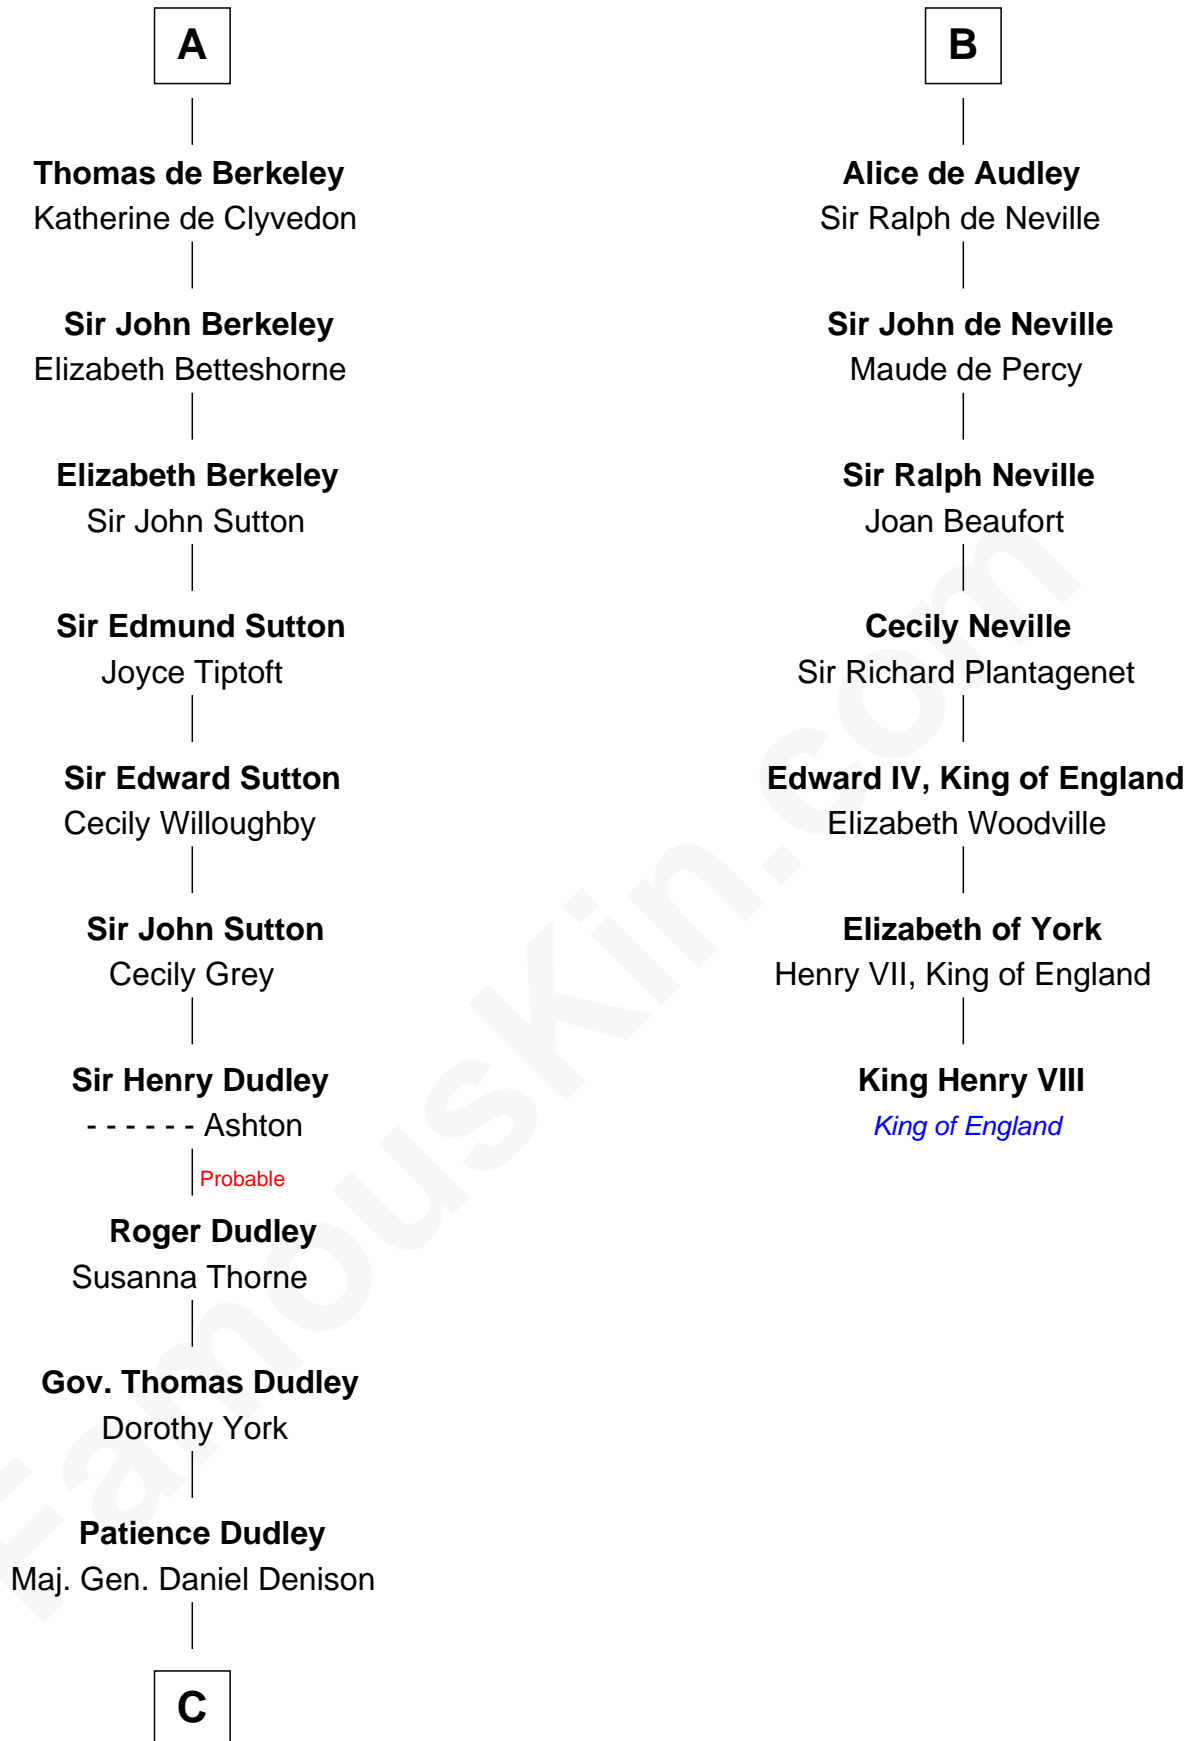 A
Thomas de Berkeley
Katherine de Clyvedon
Sir John Berkeley
Elizabeth Betteshorne
Elizabeth Berkeley
Sir John Sutton
Sir Edmund Sutton
Joyce Tiptoft
Sir Edward Sutton
Cecily Willoughby
Sir John Sutton
Cecily Grey
Sir Henry Dudley
- - - - - - Ashton
Probable
Roger Dudley
Susanna Thorne
Gov. Thomas Dudley
Dorothy York
Patience Dudley
Maj. Gen. Daniel Denison
C
B
Alice de Audley
Sir Ralph de Neville
Sir John de Neville
Maude de Percy
Sir Ralph Neville
Joan Beaufort
Cecily Neville
Sir Richard Plantagenet
Edward IV, King of England
Elizabeth Woodville
Elizabeth of York
Henry VII, King of England
King Henry VIII
King of England
FamousKin.com